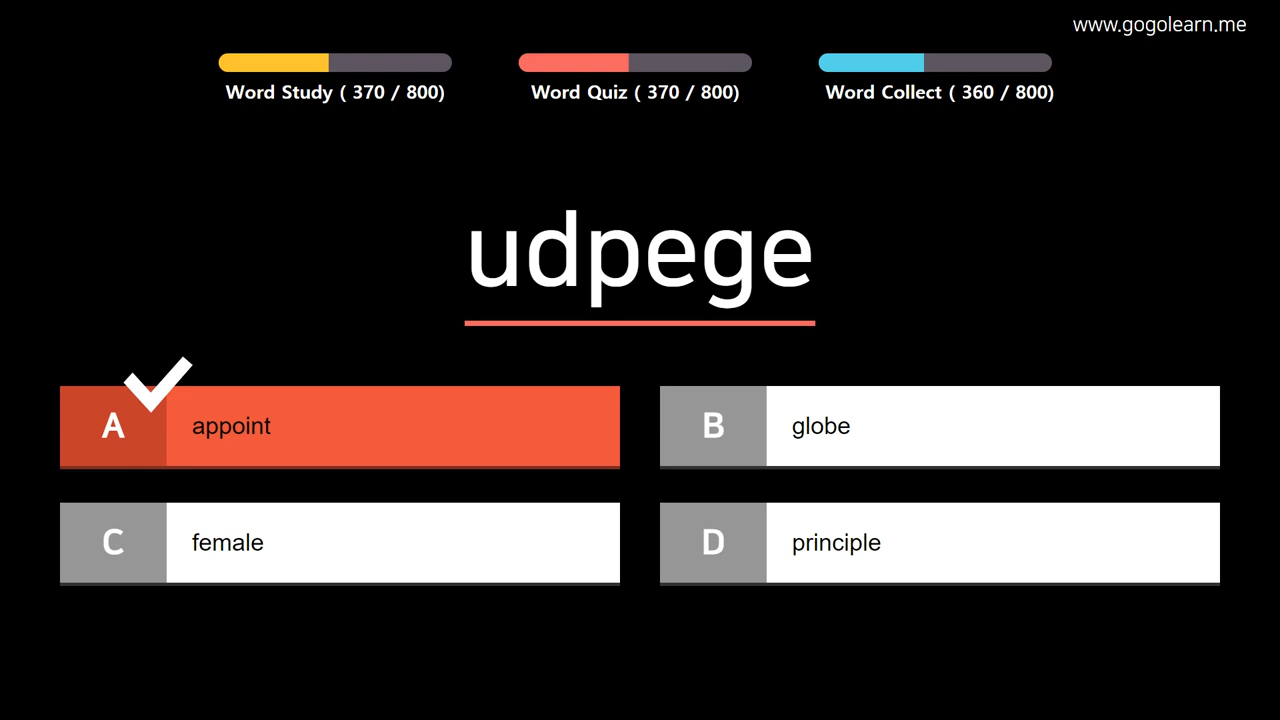 www.gogolearn.me
Word Study ( 370 / 800)
Word Quiz ( 370 / 800)
Word Collect ( 360 / 800)
udpege
A appoint
B globe
C female
D principle